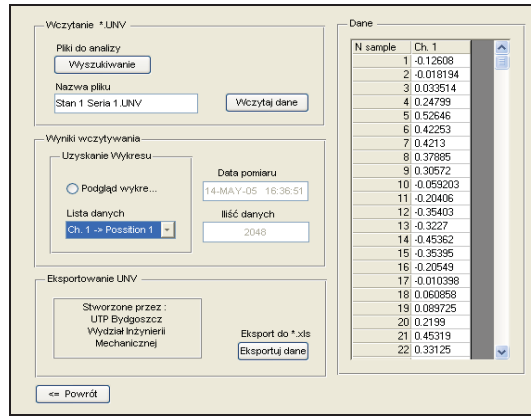 Wczytanie *.UNV
Pliki do analizy
Wyszukiwanie
Nazwa pliku
Stan 1 Seria 1.UNV
Wczytaj dane
Wyniki wczytywania
Uzyskanie Wykresu
Podgląd wykre...
Lista danych
Ch. 1 -> Possition 1
Data pomiaru
14-MAY-05 16:36:51
Iliść danych
2048
Eksportowanie UNV
Stworzone przez :
UTP Bydgoszcz
Wydział Inżynierii
Mechanicznej
Eksport do *.xls
Eksportuj dane
<= Powrót
Dane
N sample Ch. 1
1 -0.12608
2 -0.018194
3 0.033514
4 0.24799
5 0.52646
6 0.42253
7 0.4213
8 0.37885
9 0.30572
10 -0.059203
11 -0.20406
12 -0.35403
13 -0.3227
14 -0.45362
15 -0.35395
16 -0.20549
17 -0.010398
18 0.060858
19 0.089725
20 0.2199
21 0.45319
22 0.33125